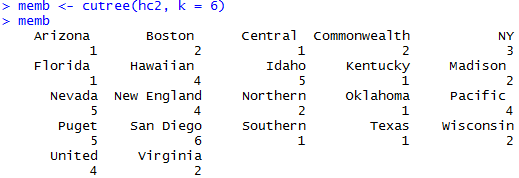 > memb <- cutree(hc2, k = 6)
> memb
Arizona Boston Central Commonwealth NY
1 2 1 2 3
Florida Hawaiian Idaho Kentucky Madison
1 4 5 1 2
Nevada New England Northern Oklahoma Pacific
5 4 2 1 4
Puget San Diego Southern Texas Wisconsin
5 6 1 1 2
United Virginia
4 2